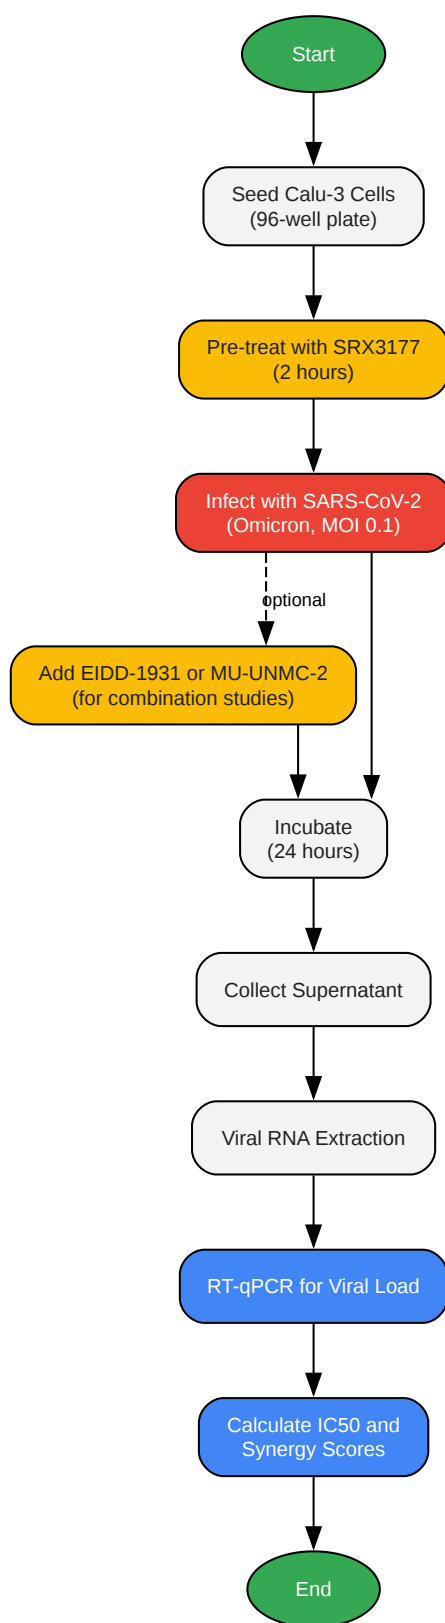 Start
Seed Calu-3 Cells
(96-well plate)
Pre-treat with SRX3177
(2 hours)
Infect with SARS-CoV-2
(Omicron, MOI 0.1)
optional
Add EIDD-1931 or MU-UNMC-2
(for combination studies)
Incubate
(24 hours)
Collect Supernatant
Viral RNA Extraction
RT-qPCR for Viral Load
Calculate IC50 and
Synergy Scores
End